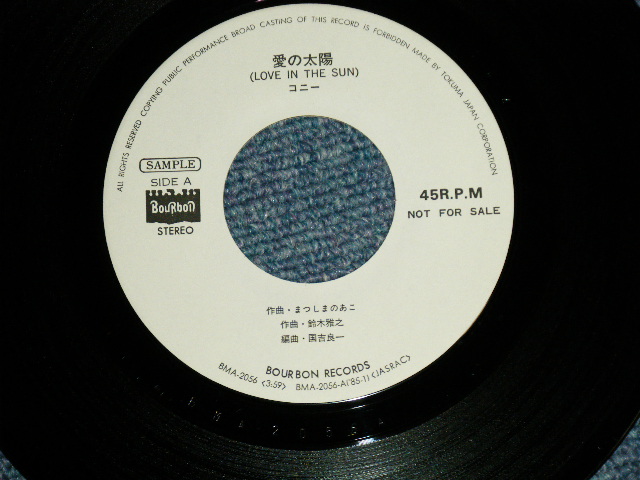 ALL RIGHTS RESERVED COPYING PUBLIC PERFORMANCE BROAD CASTING OF THIS RECORD IS FORBIDDEN MADE BY TOKUMA JAPAN CORPORATION
愛の太陽
(LOVE IN THE SUN)
コニー
SAMPLE
SIDE A
BouRboN
STEREO
45R.P.M
NOT FOR SALE
作曲・まつしまのあこ
作曲・鈴木雅之
編曲・国吉良一
BOURBON RECORDS
BMA-2056 <3:59> BMA-2056-A('85・1) <JASRAC>